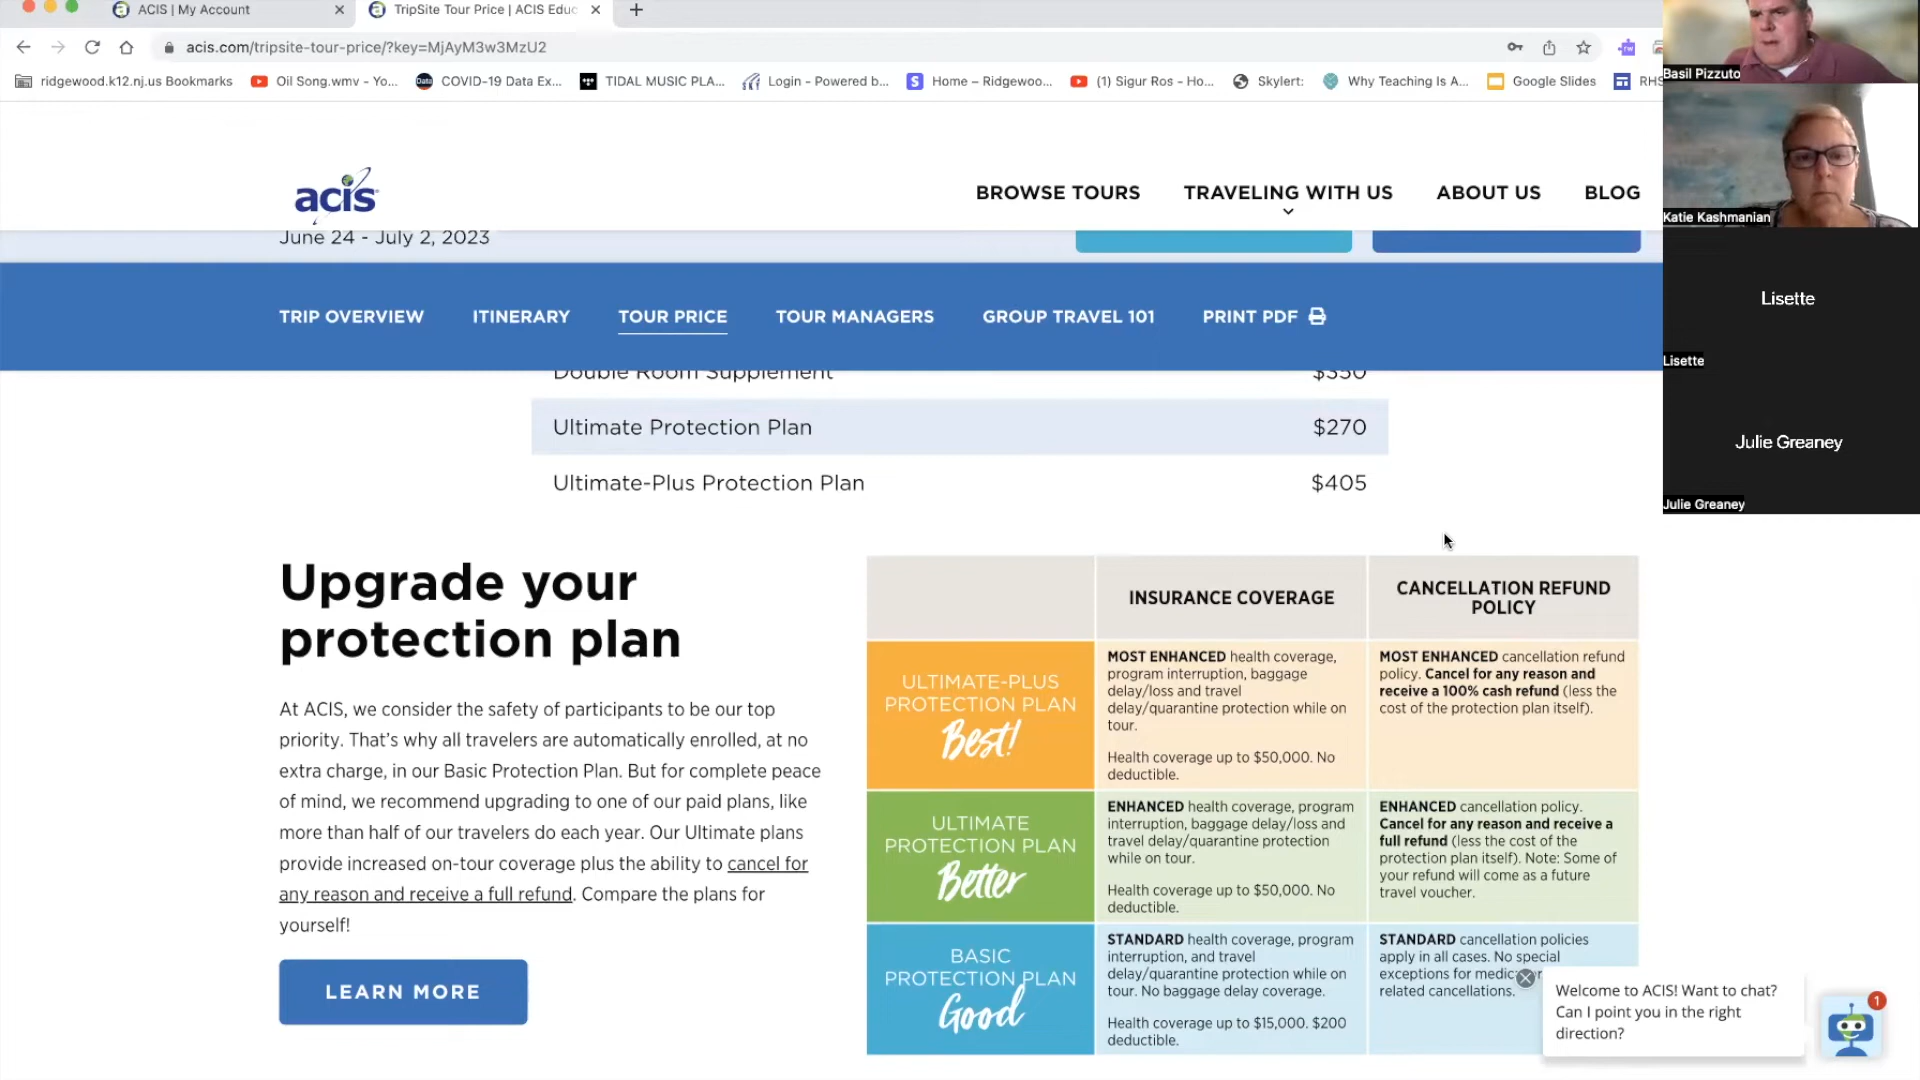 ACIS | My Account
TripSite Tour Price | ACIS Educ
acis.com/tripsite-tour-price/?key=MjAyM3w3MzU2
ridgewood.k12.nj.us Bookmarks
Oil Song.wmv - Yo...
COVID-19 Data Ex...
TIDAL MUSIC PLA...
Login - Powered b...
Home – Ridgewoo...
(1) Sigur Ros - Ho...
Skylert:
Why Teaching Is A...
Google Slides
RHS
Basil Pizzuto
Katie Kashmanian
Lisette
Lisette
Julie Greaney
Julie Greaney
acis
BROWSE TOURS
TRAVELING WITH US
ABOUT US
BLOG
June 24 - July 2, 2023
TRIP OVERVIEW
ITINERARY
TOUR PRICE
TOUR MANAGERS
GROUP TRAVEL 101
PRINT PDF
Double Room Supplement $350
Ultimate Protection Plan $270
Ultimate-Plus Protection Plan $405
Upgrade your
protection plan
At ACIS, we consider the safety of participants to be our top
priority. That's why all travelers are automatically enrolled, at no
extra charge, in our Basic Protection Plan. But for complete peace
of mind, we recommend upgrading to one of our paid plans, like
more than half of our travelers do each year. Our Ultimate plans
provide increased on-tour coverage plus the ability to cancel for
any reason and receive a full refund. Compare the plans for
yourself!
LEARN MORE
INSURANCE COVERAGE
CANCELLATION REFUND
POLICY
ULTIMATE-PLUS
PROTECTION PLAN
Best!
MOST ENHANCED health coverage,
program interruption, baggage
delay/loss and travel
delay/quarantine protection while on
tour.
Health coverage up to $50,000. No
deductible.
MOST ENHANCED cancellation refund
policy. Cancel for any reason and
receive a 100% cash refund (less the
cost of the protection plan itself).
ULTIMATE
PROTECTION PLAN
Better
ENHANCED health coverage, program
interruption, baggage delay/loss and
travel delay/quarantine protection
while on tour.
Health coverage up to $50,000. No
deductible.
ENHANCED cancellation policy.
Cancel for any reason and receive a
full refund (less the cost of the
protection plan itself). Note: Some of
your refund will come as a future
travel voucher.
BASIC
PROTECTION PLAN
Good
STANDARD health coverage, program
interruption, and travel
delay/quarantine protection while on
tour. No baggage delay coverage.
Health coverage up to $15,000. $200
deductible.
STANDARD cancellation policies
apply in all cases. No special
exceptions for medic
related cancellations.
Welcome to ACIS! Want to chat?
Can I point you in the right
direction?
1